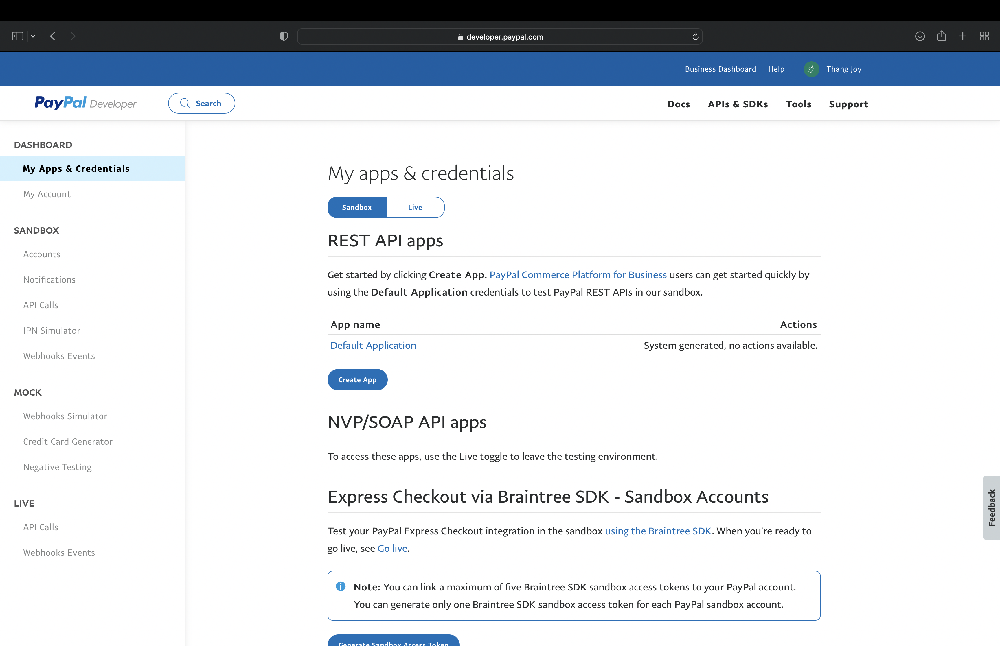 developer.paypal.com
Business Dashboard Help Thang Joy
PayPal Developer Search Docs APIs & SDKs Tools Support
DASHBOARD
My Apps & Credentials
My Account
SANDBOX
Accounts
Notifications
API Calls
IPN Simulator
Webhooks Events
MOCK
Webhooks Simulator
Credit Card Generator
Negative Testing
LIVE
API Calls
Webhooks Events
My apps & credentials
Sandbox Live
REST API apps
Get started by clicking Create App. PayPal Commerce Platform for Business users can get started quickly by
using the Default Application credentials to test PayPal REST APIs in our sandbox.
App name Actions
Default Application System generated, no actions available.
Create App
NVP/SOAP API apps
To access these apps, use the Live toggle to leave the testing environment.
Express Checkout via Braintree SDK - Sandbox Accounts
Test your PayPal Express Checkout integration in the sandbox using the Braintree SDK. When you're ready to
go live, see Go live.
Note: You can link a maximum of five Braintree SDK sandbox access tokens to your PayPal account.
You can generate only one Braintree SDK sandbox access token for each PayPal sandbox account.
Generate Sandbox Access Token
Feedback